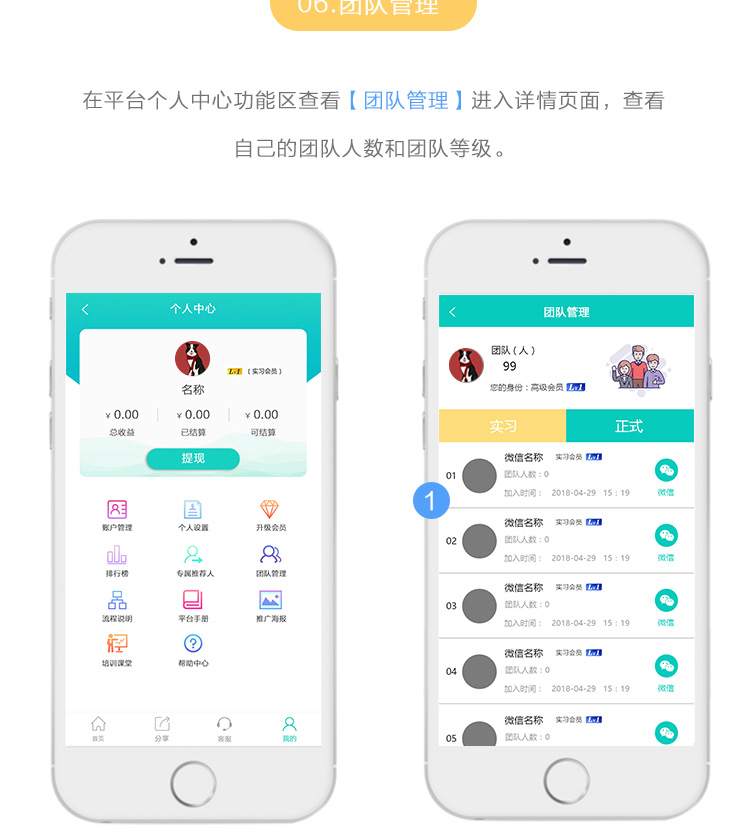 06.团队管理
在平台个人中心功能区查看【团队管理】进入详情页面，查看
自己的团队人数和团队等级。
个人中心
Lv1（实习会员）
名称
￥0.00 ￥0.00 ￥0.00
总收益 已结算 可结算
提现
账户管理 个人设置 升级会员
排行榜 专属推荐人 团队管理
流程说明 平台手册 推广海报
培训课堂 帮助中心
首页 分享 客服 我的
团队管理
团队（人）
99
您的身份：高级会员 Lv1
实习 正式
1
01 微信名称 实习会员 Lv1
团队人数：0
加入时间： 2018-04-29 15：19 微信
02 微信名称 实习会员 Lv1
团队人数：0
加入时间： 2018-04-29 15：19 微信
03 微信名称 实习会员 Lv1
团队人数：0
加入时间： 2018-04-29 15：19 微信
04 微信名称 实习会员 Lv1
团队人数：0
加入时间： 2018-04-29 15：19 微信
05 微信名称 实习会员 Lv1
团队人数：0